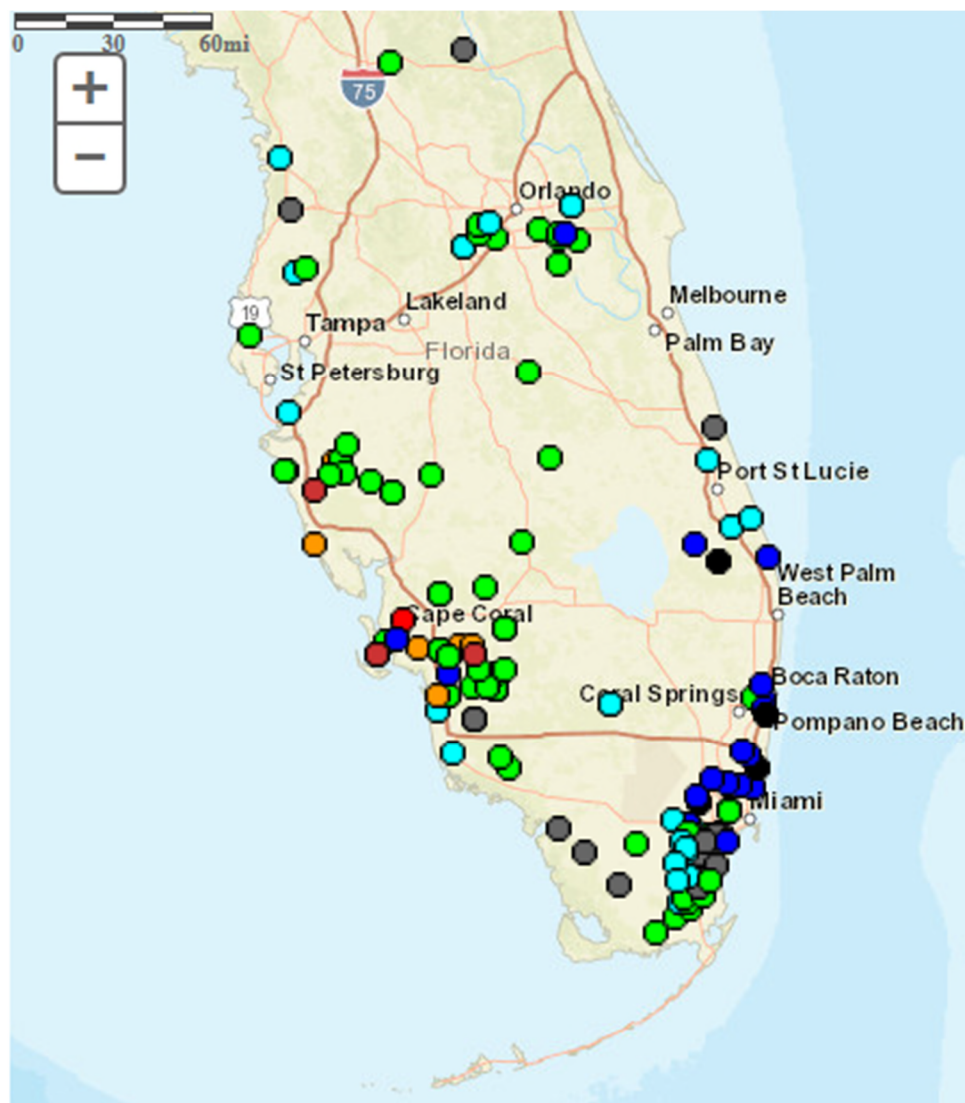 0 30 60mi
+
−
75
Orlando
Melbourne
Lakeland
19
Tampa
Palm Bay
Florida
St Petersburg
Port St Lucie
West Palm
Beach
Cape Coral
Boca Raton
Coral Springs
Pompano Beach
Miami